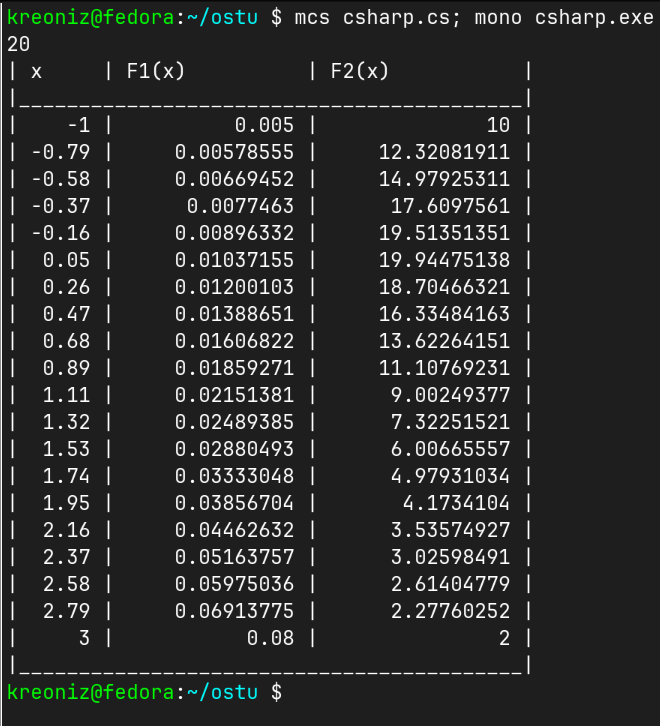 kreoniz@fedora:~/ostu $ mcs csharp.cs; mono csharp.exe
20
| x     | F1(x)          | F2(x)           |
|__________________________________________|
|    -1 |          0.005 |              10 |
| -0.79 |     0.00578555 |     12.32081911 |
| -0.58 |     0.00669452 |     14.97925311 |
| -0.37 |      0.0077463 |      17.6097561 |
| -0.16 |     0.00896332 |     19.51351351 |
|  0.05 |     0.01037155 |     19.94475138 |
|  0.26 |     0.01200103 |     18.70466321 |
|  0.47 |     0.01388651 |     16.33484163 |
|  0.68 |     0.01606822 |     13.62264151 |
|  0.89 |     0.01859271 |     11.10769231 |
|  1.11 |     0.02151381 |      9.00249377 |
|  1.32 |     0.02489385 |      7.32251521 |
|  1.53 |     0.02880493 |      6.00665557 |
|  1.74 |     0.03333048 |      4.97931034 |
|  1.95 |     0.03856704 |       4.1734104 |
|  2.16 |     0.04462632 |      3.53574927 |
|  2.37 |     0.05163757 |      3.02598491 |
|  2.58 |     0.05975036 |      2.61404779 |
|  2.79 |     0.06913775 |      2.27760252 |
|     3 |           0.08 |               2 |
|__________________________________________|
kreoniz@fedora:~/ostu $